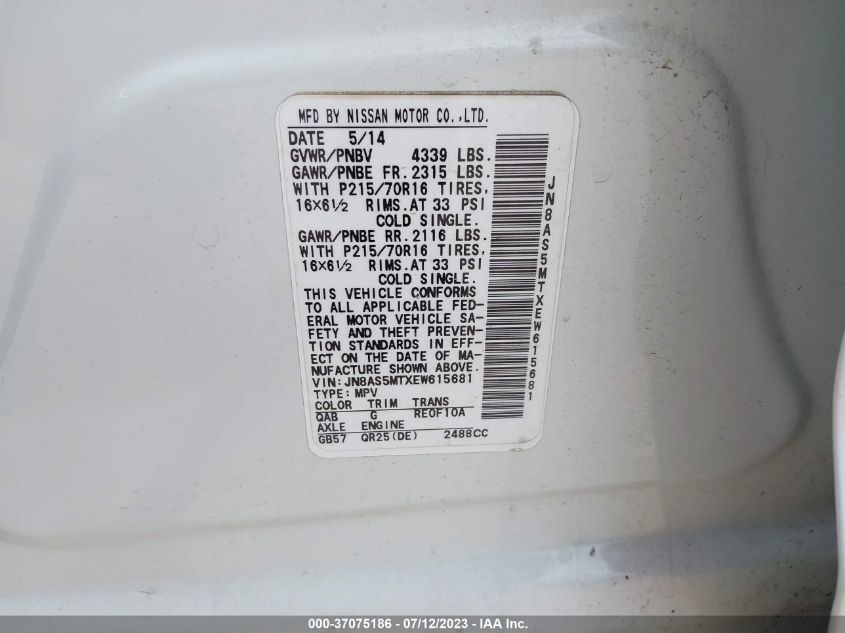 MFD BY NISSAN MOTOR CO.,LTD.
DATE 5/14
GVWR/PNBV 4339 LBS.
GAWR/PNBE FR.2315 LBS.
WITH P215/70R16 TIRES,
16X6½ RIMS.AT 33 PSI
COLD SINGLE.
GAWR/PNBE RR.2116 LBS.
WITH P215/70R16 TIRES,
16X6½ RIMS.AT 33 PSI
COLD SINGLE.
THIS VEHICLE CONFORMS
TO ALL APPLICABLE FED-
ERAL MOTOR VEHICLE SA-
FETY AND THEFT PREVEN-
TION STANDARDS IN EFF-
ECT ON THE DATE OF MA-
NUFACTURE SHOWN ABOVE.
VIN:JN8AS5MTXEW615681
TYPE:MPV
COLOR TRIM TRANS
QAB G RE0F10A
AXLE ENGINE
GB57 QR25(DE) 2488CC
JN8AS5MTXEW615681
000-37075186 - 07/12/2023 - © IAA Inc.